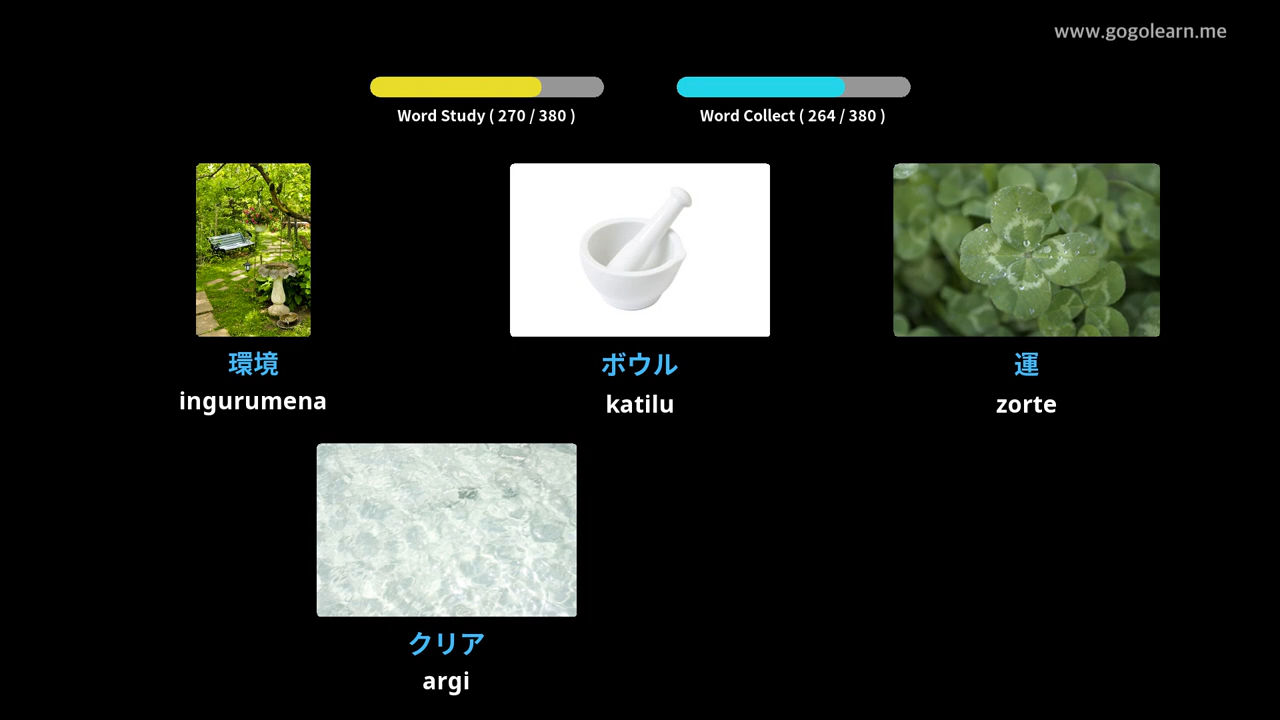 www.gogolearn.me
Word Study ( 270 / 380 )
Word Collect ( 264 / 380 )
環境
ingurumena
ボウル
katilu
運
zorte
クリア
argi